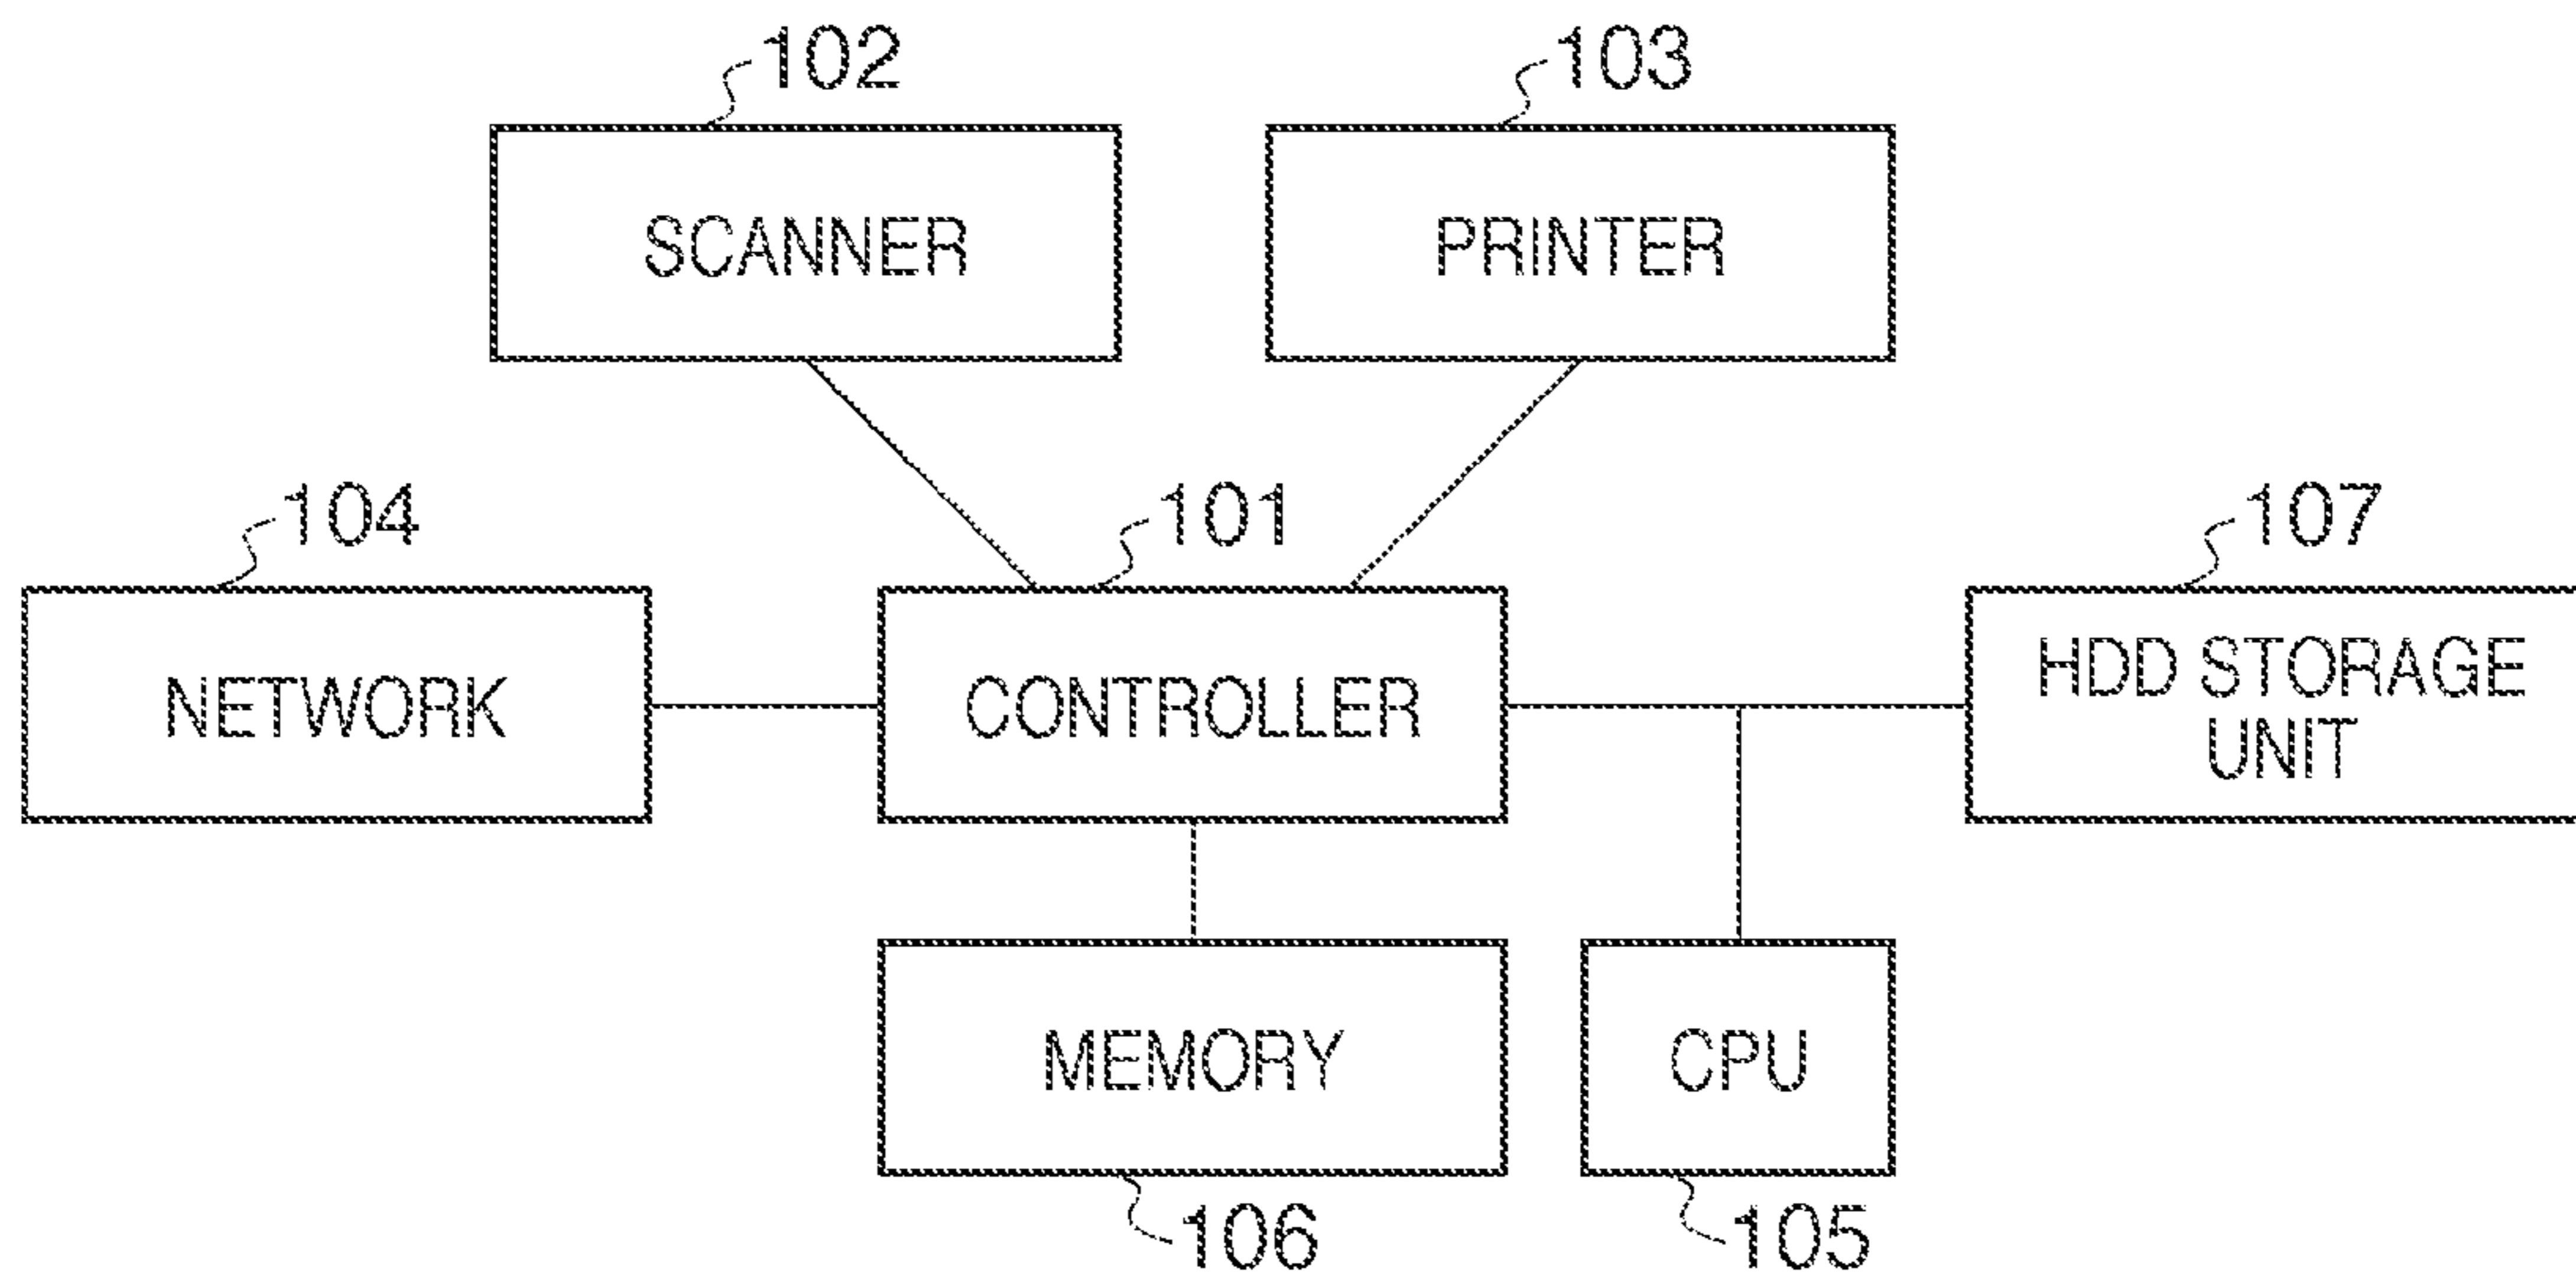 102
103
SCANNER
PRINTER
104
101
107
NETWORK
CONTROLLER
HDD STORAGE
UNIT
MEMORY
CPU
106
105